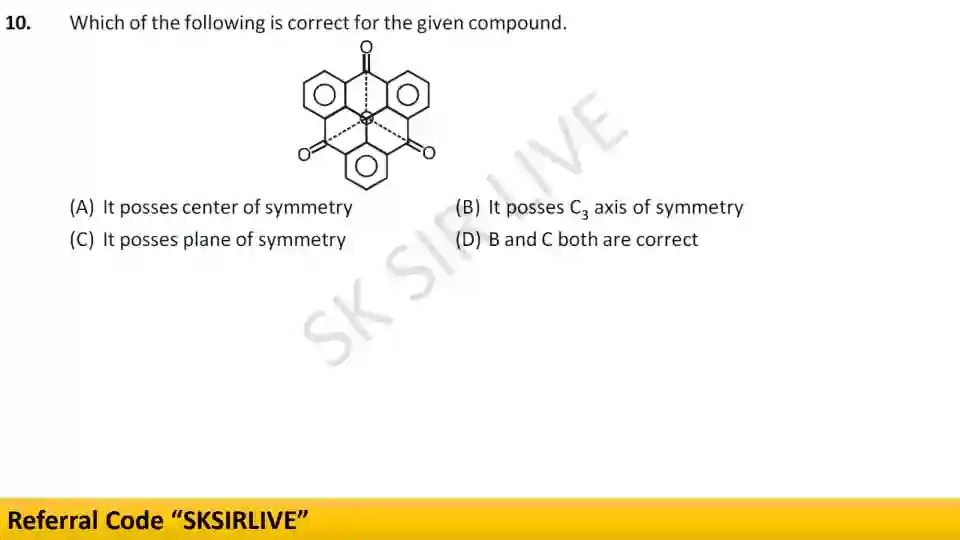 10. Which of the following is correct for the given compound.
O
O O
(A) It posses center of symmetry (B) It posses C₃ axis of symmetry
(C) It posses plane of symmetry (D) B and C both are correct
SK SIR LIVE
Referral Code “SKSIRLIVE”